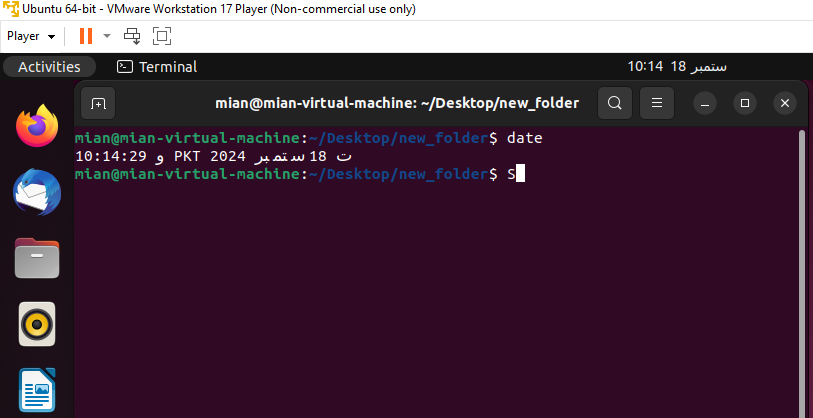 Ubuntu 64-bit - VMware Workstation 17 Player (Non-commercial use only)
Player
Activities
Terminal
10:14 18 ستمبر
mian@mian-virtual-machine: ~/Desktop/new_folder
mian@mian-virtual-machine:~/Desktop/new_folder$ date
10:14:29 و PKT 2024 ت 18 ستمبر
mian@mian-virtual-machine:~/Desktop/new_folder$ S